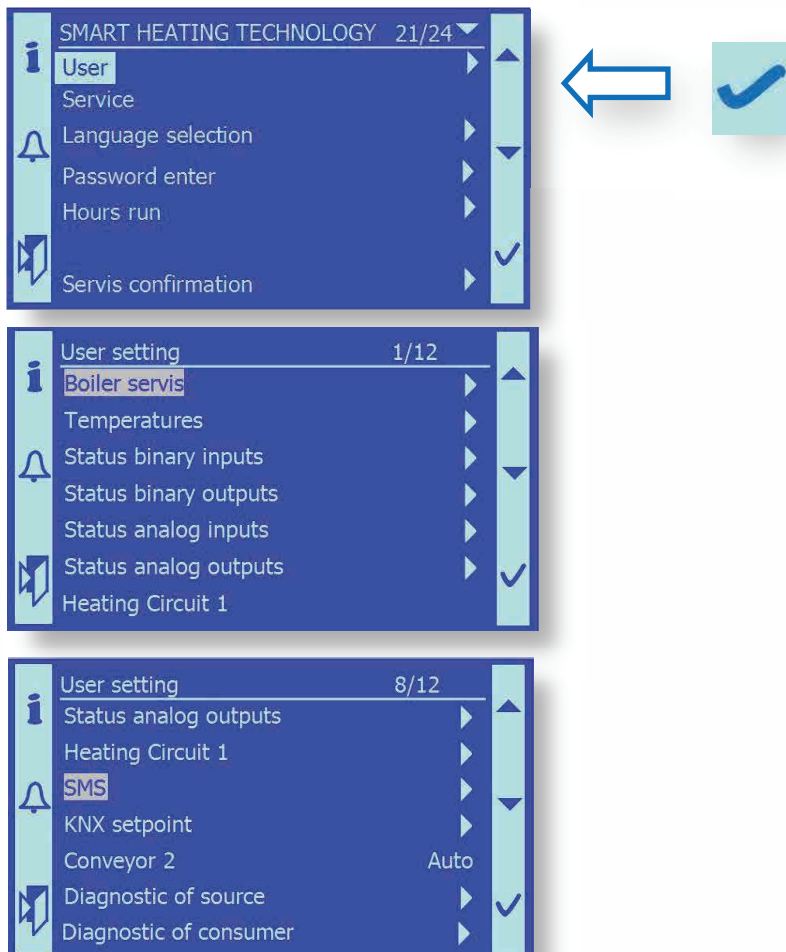 SMART HEATING TECHNOLOGY 21/24
User
Service
Language selection
Password enter
Hours run
Servis confirmation
User setting 1/12
Boiler servis
Temperatures
Status binary inputs
Status binary outputs
Status analog inputs
Status analog outputs
Heating Circuit 1
User setting 8/12
Status analog outputs
Heating Circuit 1
SMS
KNX setpoint
Conveyor 2 Auto
Diagnostic of source
Diagnostic of consumer